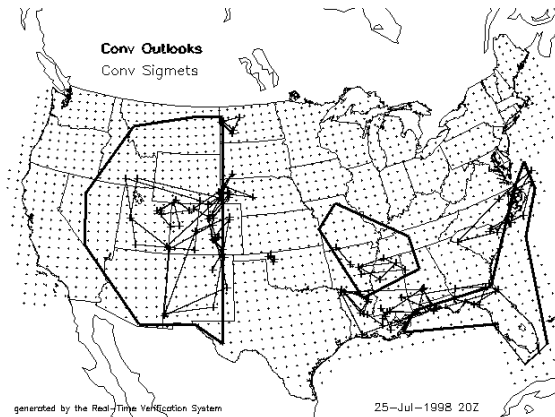 Conv Outlooks
Conv Sigmets
generated by the Real-Time Verification System
25-Jul-1998 20Z